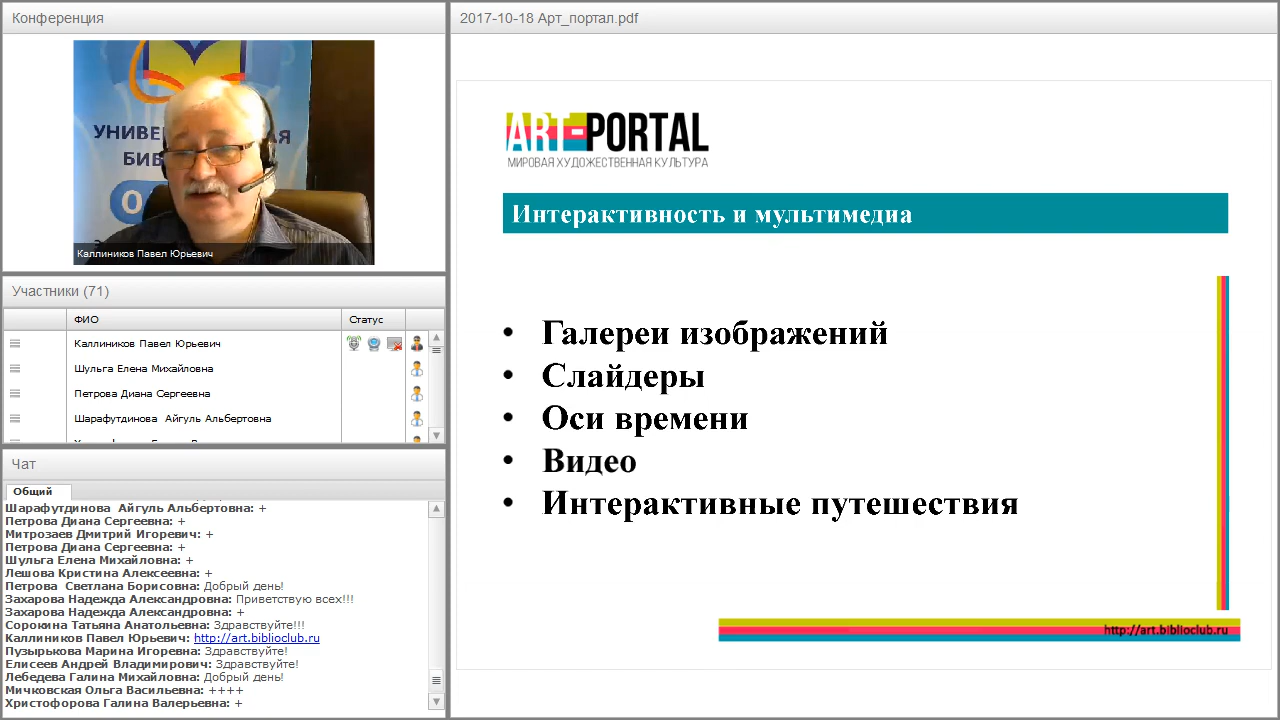 Конференция
УНИВЕ
АЯ
БИБ
Каллиников Павел Юрьевич
Участники (71)
ФИО
Статус
Каллиников Павел Юрьевич
Шульга Елена Михайловна
Петрова Диана Сергеевна
Шарафутдинова Айгуль Альбертовна
Чат
Общий
Шарафутдинова Айгуль Альбертовна: +
Петрова Диана Сергеевна: +
Митрозаев Дмитрий Игоревич: +
Петрова Диана Сергеевна: +
Шульга Елена Михайловна: +
Лешова Кристина Алексеевна: +
Петрова Светлана Борисовна: Добрый день!
Захарова Надежда Александровна: Приветствую всех!!!
Захарова Надежда Александровна: +
Сорокина Татьяна Анатольевна: Здравствуйте!!!
Каллиников Павел Юрьевич: http://art.biblioclub.ru
Пузырькова Марина Игоревна: Здравствуйте!
Елисеев Андрей Владимирович: Здравствуйте!
Лебедева Галина Михайловна: Добрый день!
Мичковская Ольга Васильевна: ++++
Христофорова Галина Валерьевна: +
2017-10-18 Арт_портал.pdf
ART-PORTAL
МИРОВАЯ ХУДОЖЕСТВЕННАЯ КУЛЬТУРА
Интерактивность и мультимедиа
• Галереи изображений
• Слайдеры
• Оси времени
• Видео
• Интерактивные путешествия
http://art.biblioclub.ru